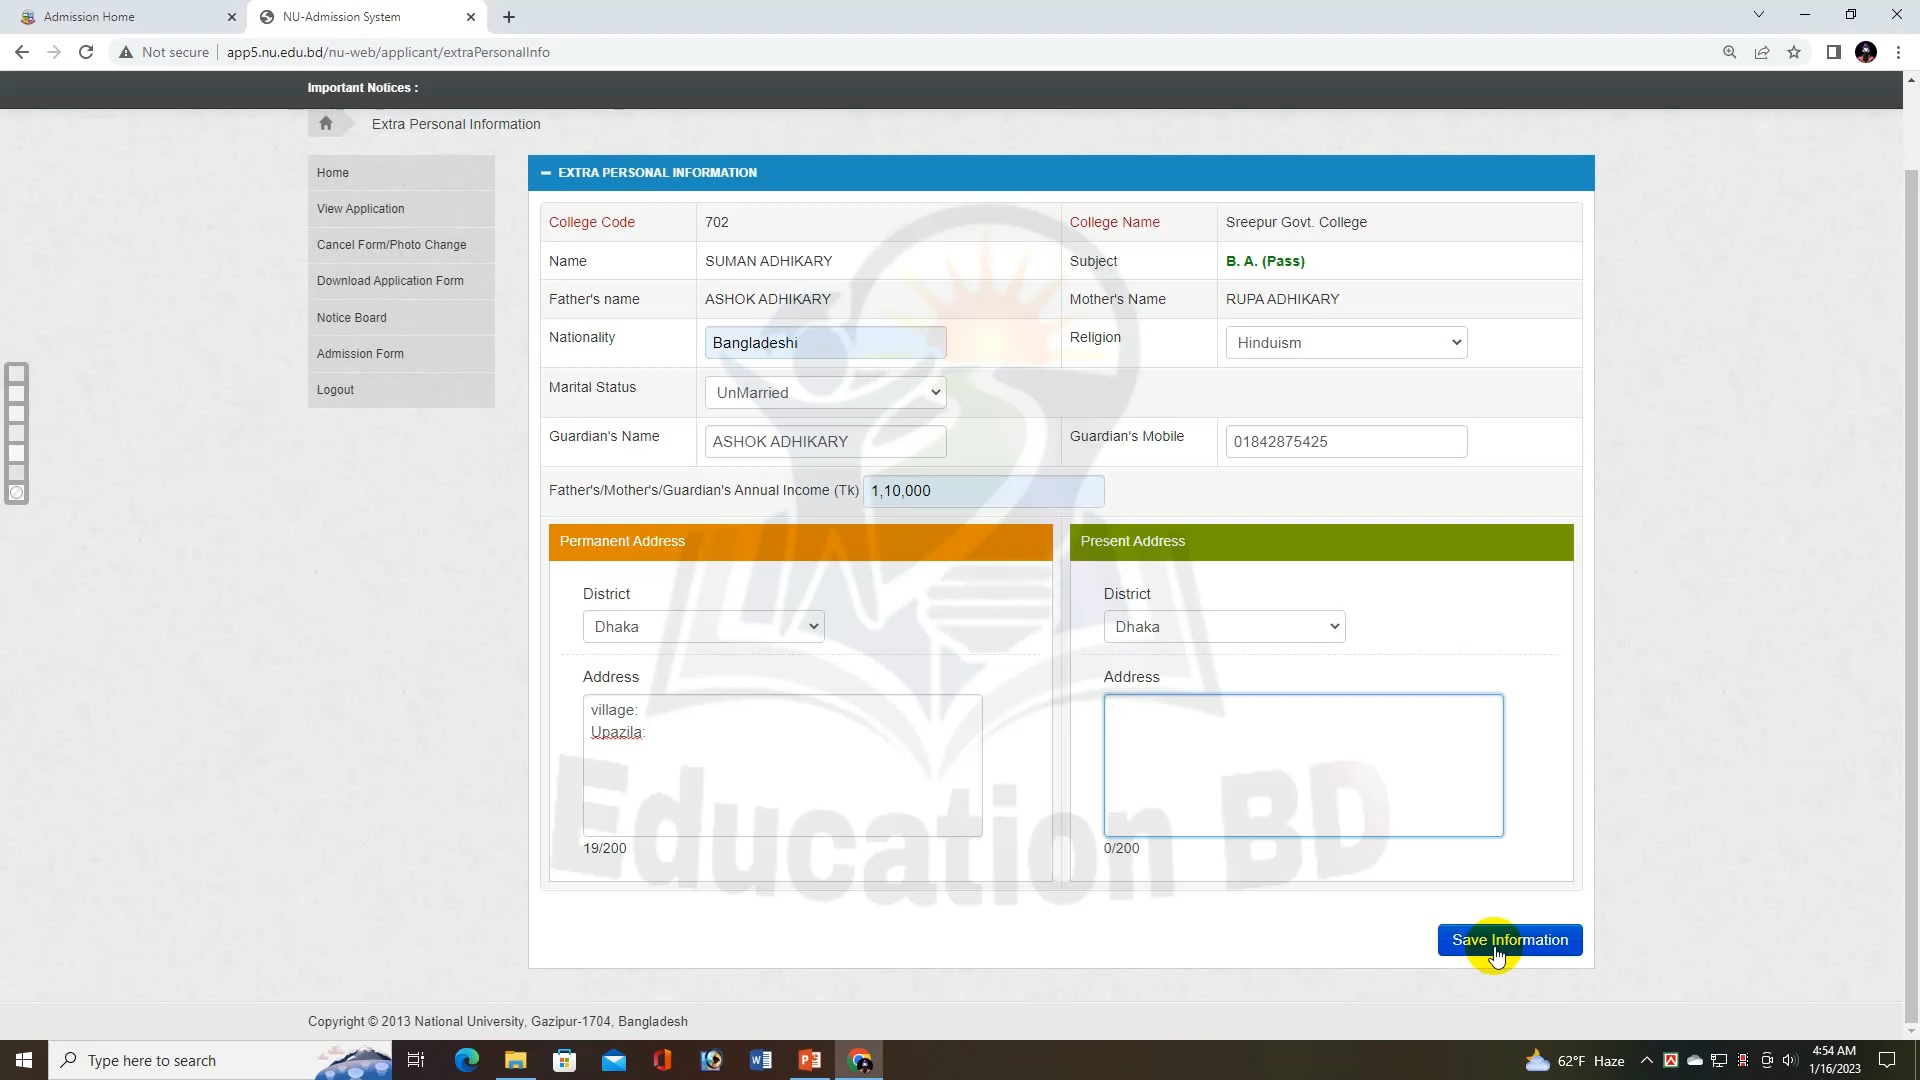 Admission Home
NU-Admission System
Not secure
app5.nu.edu.bd/nu-web/applicant/extraPersonalInfo
Important Notices :
Extra Personal Information
Home
View Application
Cancel Form/Photo Change
Download Application Form
Notice Board
Admission Form
Logout
EXTRA PERSONAL INFORMATION
College Code 702 College Name Sreepur Govt. College
Name SUMAN ADHIKARY Subject B. A. (Pass)
Father's name ASHOK ADHIKARY Mother's Name RUPA ADHIKARY
Nationality Bangladeshi Religion Hinduism
Marital Status UnMarried
Guardian's Name ASHOK ADHIKARY Guardian's Mobile 01842875425
Father's/Mother's/Guardian's Annual Income (Tk) 1,10,000
Permanent Address
District
Dhaka
Address
village:
Upazila:
19/200
Present Address
District
Dhaka
Address
0/200
Education BD
Save Information
Copyright © 2013 National University, Gazipur-1704, Bangladesh
Type here to search
62°F Haze
4:54 AM
1/16/2023